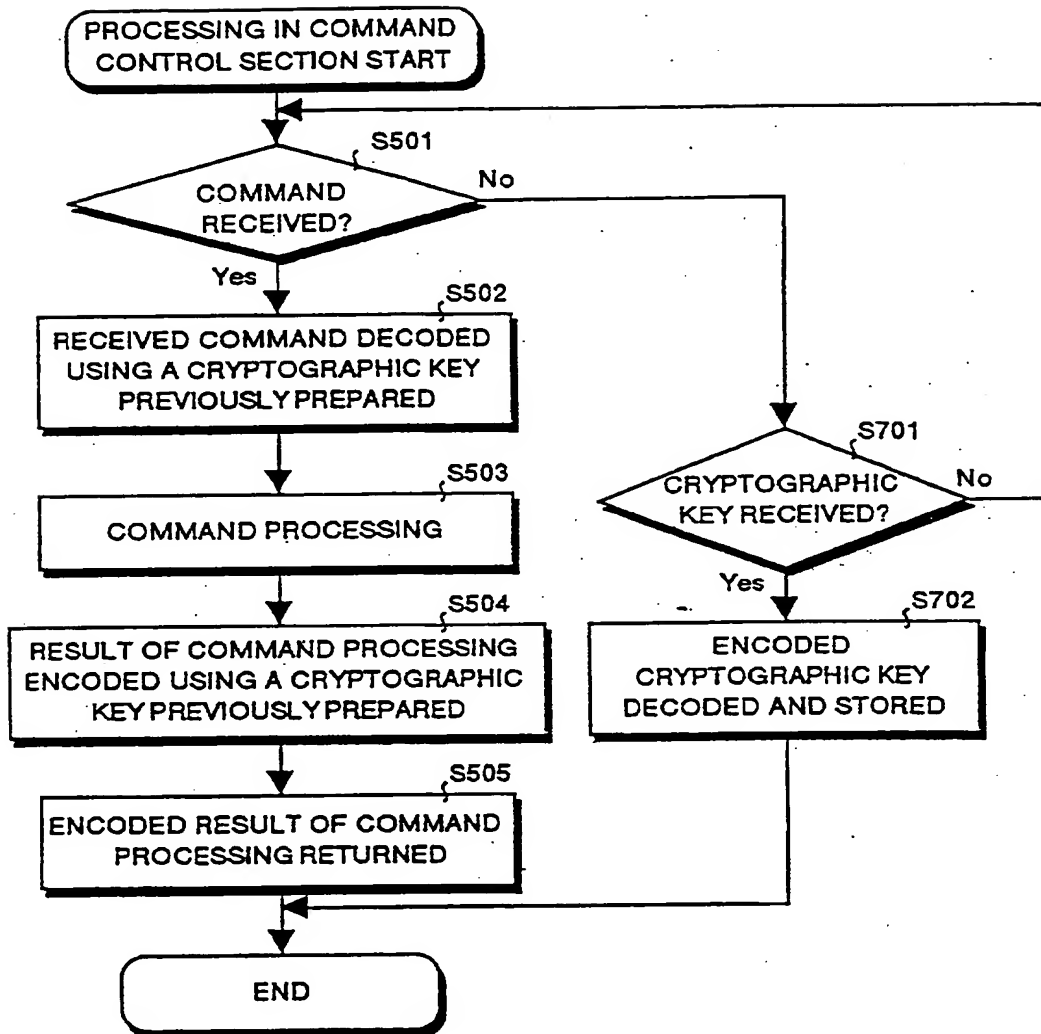 PROCESSING IN COMMAND
CONTROL SECTION START
S501
COMMAND
RECEIVED?
No
Yes
S502
RECEIVED COMMAND DECODED
USING A CRYPTOGRAPHIC KEY
PREVIOUSLY PREPARED
S503
COMMAND PROCESSING
S504
RESULT OF COMMAND PROCESSING
ENCODED USING A CRYPTOGRAPHIC
KEY PREVIOUSLY PREPARED
S505
ENCODED RESULT OF COMMAND
PROCESSING RETURNED
S701
CRYPTOGRAPHIC
KEY RECEIVED?
No
Yes
S702
ENCODED
CRYPTOGRAPHIC KEY
DECODED AND STORED
END